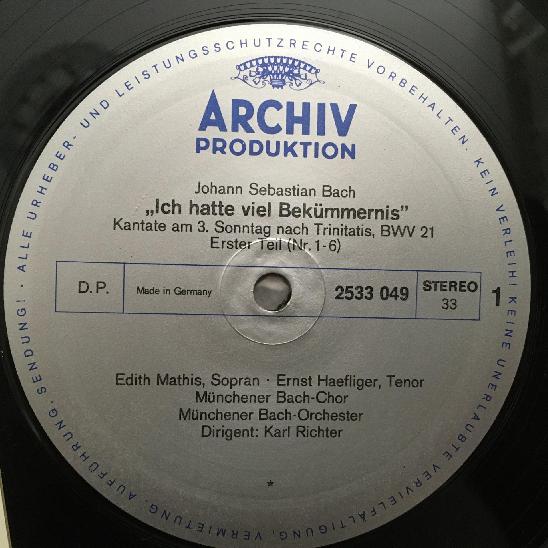 ALLE URHEBER- UND LEISTUNGSSCHUTZRECHTE VORBEHALTEN. KEIN VERLEIH! KEINE UNERLAUBTE VERVIELFÄLTIGUNG, VERMIETUNG, AUFFÜHRUNG, SENDUNG! ·
ARCHIV
PRODUKTION
Johann Sebastian Bach
„Ich hatte viel Bekümmernis”
Kantate am 3. Sonntag nach Trinitatis, BWV 21
Erster Teil (Nr. 1-6)
D.P. Made in Germany 2533 049 STEREO 1
33
Edith Mathis, Sopran · Ernst Haefliger, Tenor
Münchener Bach-Chor
Münchener Bach-Orchester
Dirigent: Karl Richter
*